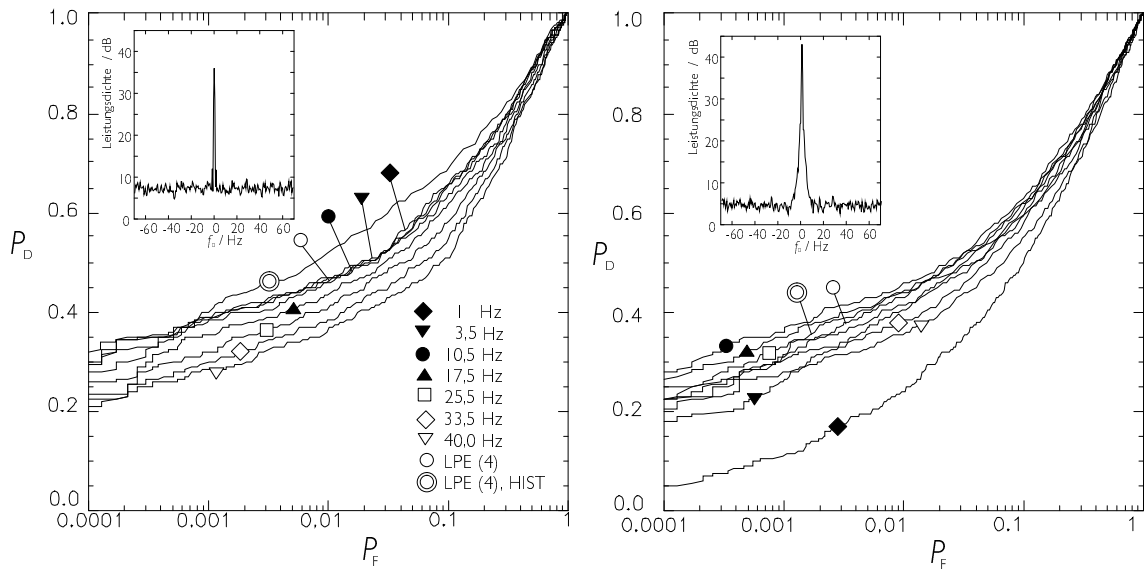 1.0
0.8
0.6
0.4
0.2
0.0
P_D
0.0001
0.001
0,01
0,1
1
P_F
Leistungsdichte / dB
40
30
20
10
0
-60 -40 -20 0 20 40 60
f_D / Hz
1 Hz
3,5 Hz
10,5 Hz
17,5 Hz
25,5 Hz
33,5 Hz
40,0 Hz
LPE (4)
LPE (4), HIST
1.0
0.8
0.6
0.4
0.2
0.0
P_D
0.0001
0.001
0,01
0,1
1
P_F
Leistungsdichte / dB
40
30
20
10
0
-60 -40 -20 0 20 40 60
f_D / Hz